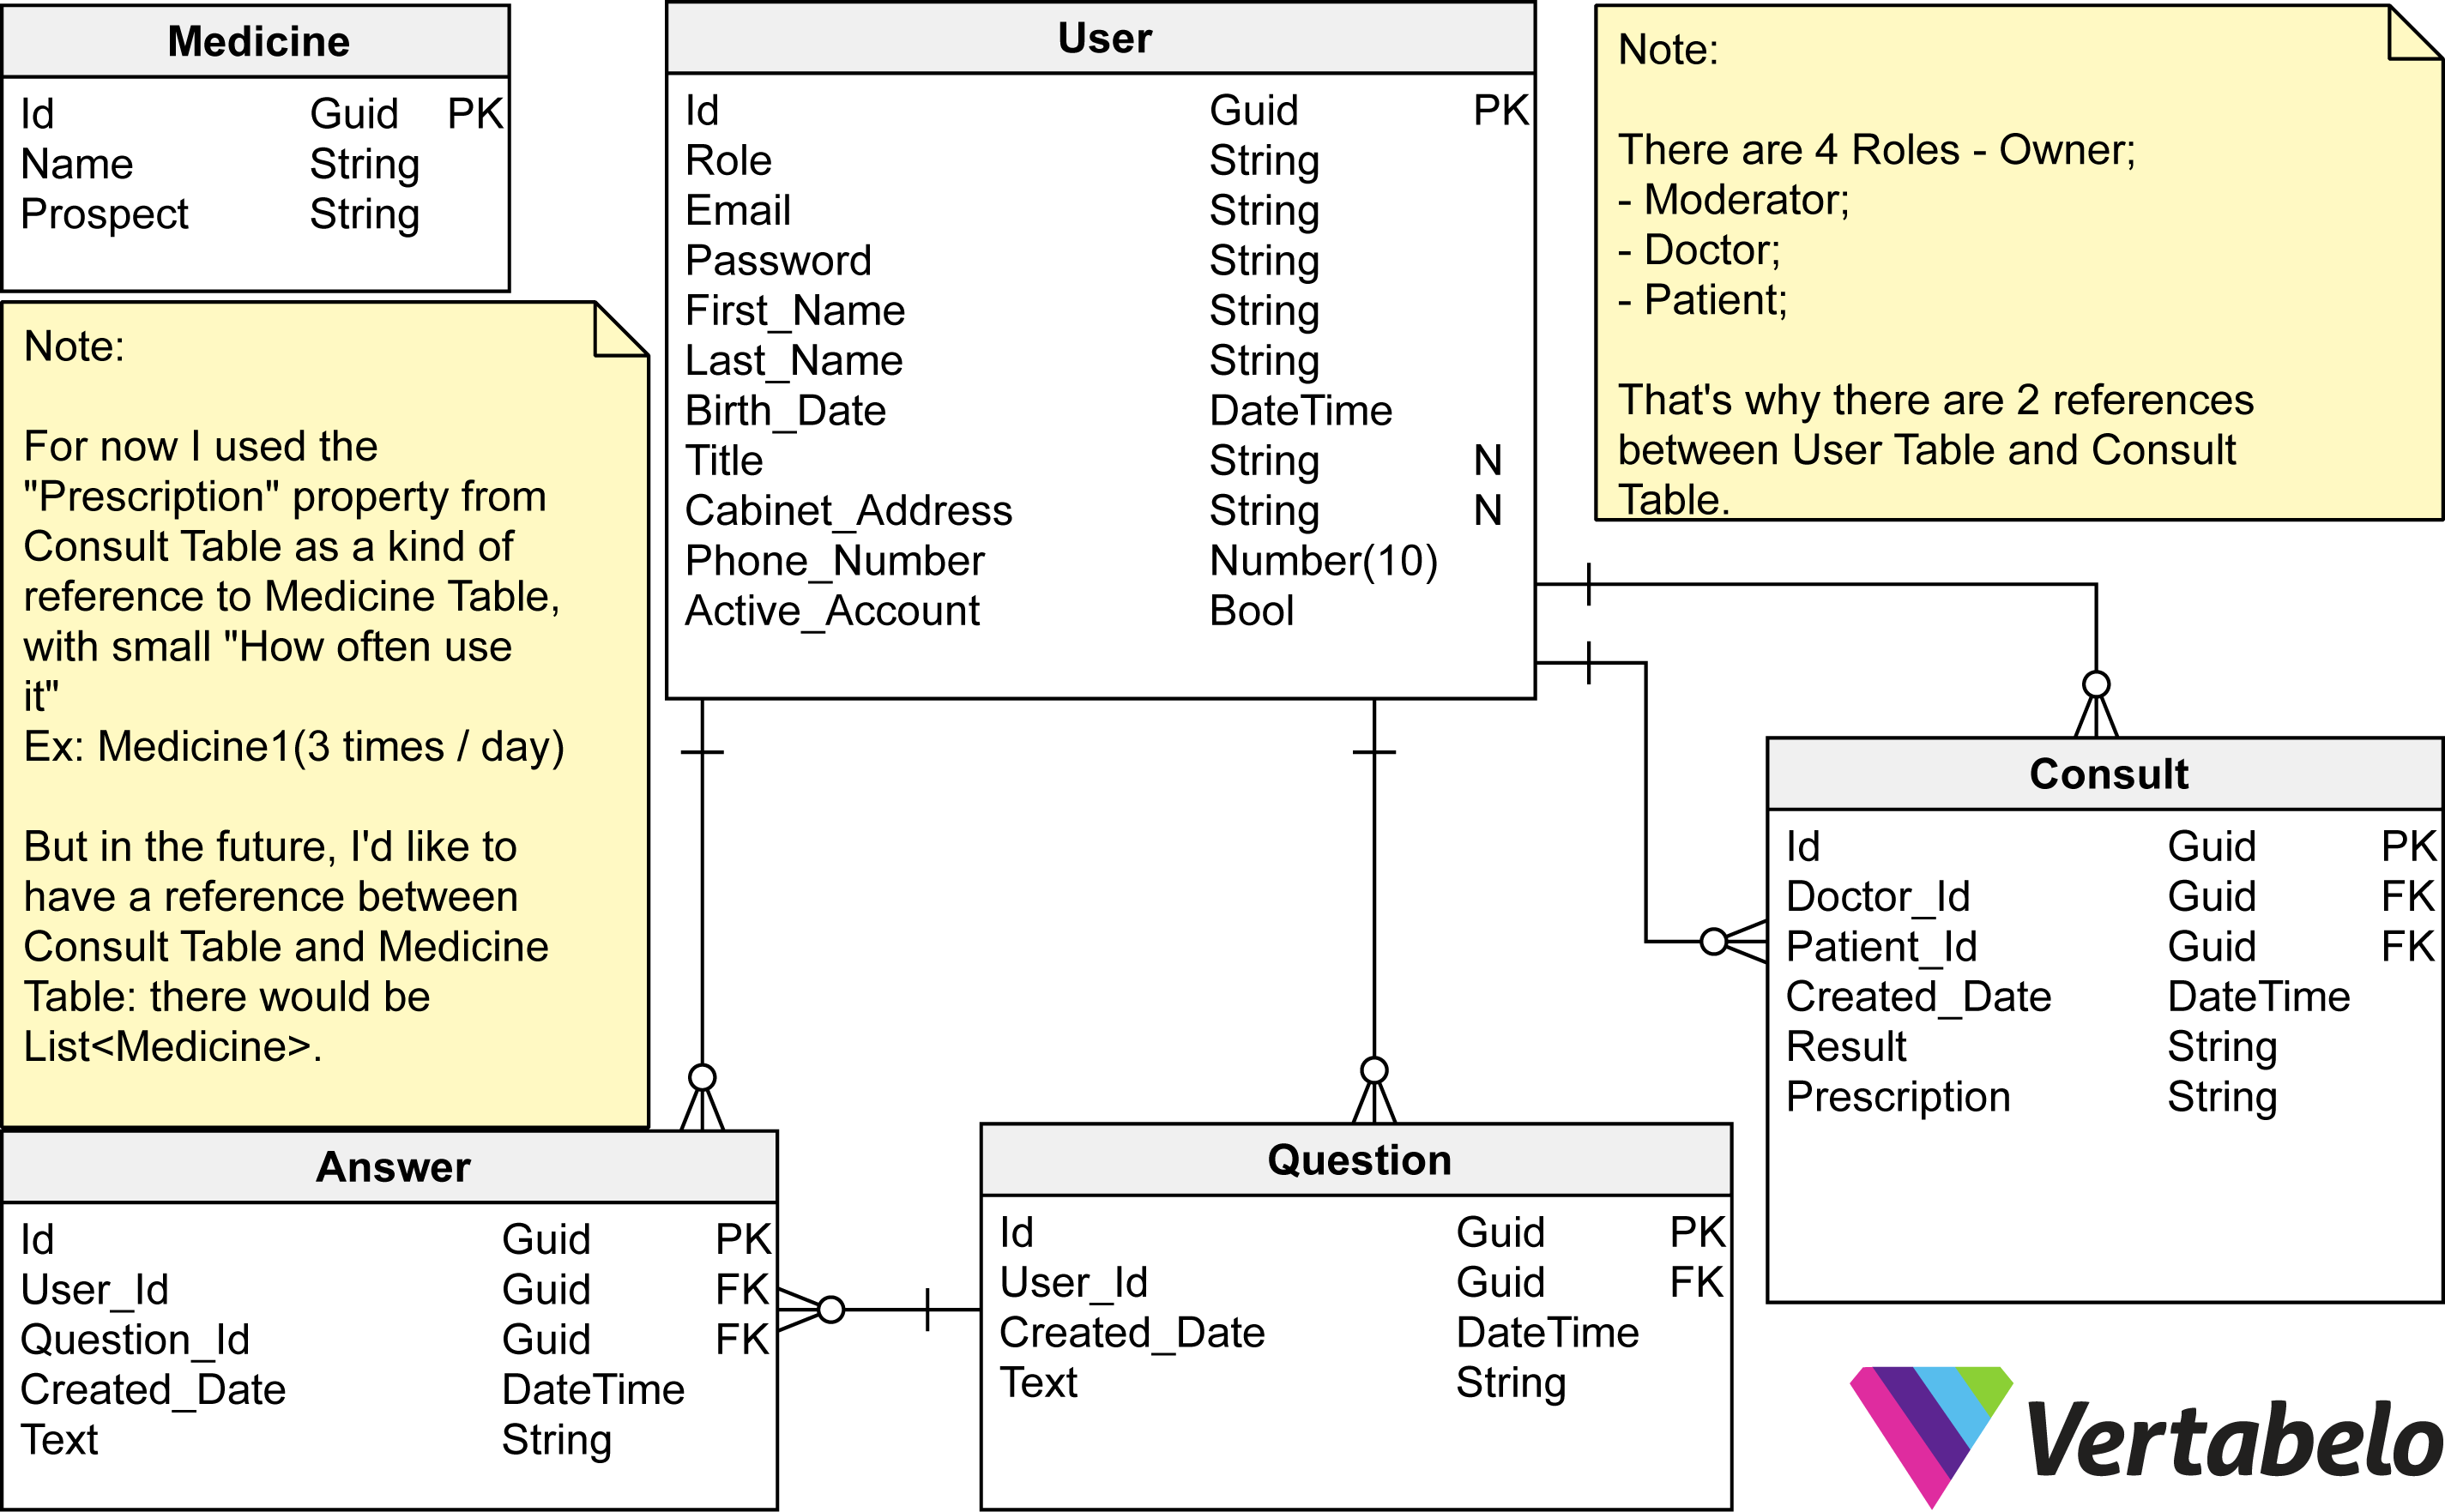 Medicine
Id Guid PK
Name String
Prospect String
User
Id Guid PK
Role String
Email String
Password String
First_Name String
Last_Name String
Birth_Date DateTime
Title String N
Cabinet_Address String N
Phone_Number Number(10)
Active_Account Bool
Note:
There are 4 Roles - Owner;
- Moderator;
- Doctor;
- Patient;
That's why there are 2 references
between User Table and Consult
Table.
Note:
For now I used the
"Prescription" property from
Consult Table as a kind of
reference to Medicine Table,
with small "How often use
it"
Ex: Medicine1(3 times / day)
But in the future, I'd like to
have a reference between
Consult Table and Medicine
Table: there would be
List<Medicine>.
Consult
Id Guid PK
Doctor_Id Guid FK
Patient_Id Guid FK
Created_Date DateTime
Result String
Prescription String
Answer
Id Guid PK
User_Id Guid FK
Question_Id Guid FK
Created_Date DateTime
Text String
Question
Id Guid PK
User_Id Guid FK
Created_Date DateTime
Text String
Vertabelo